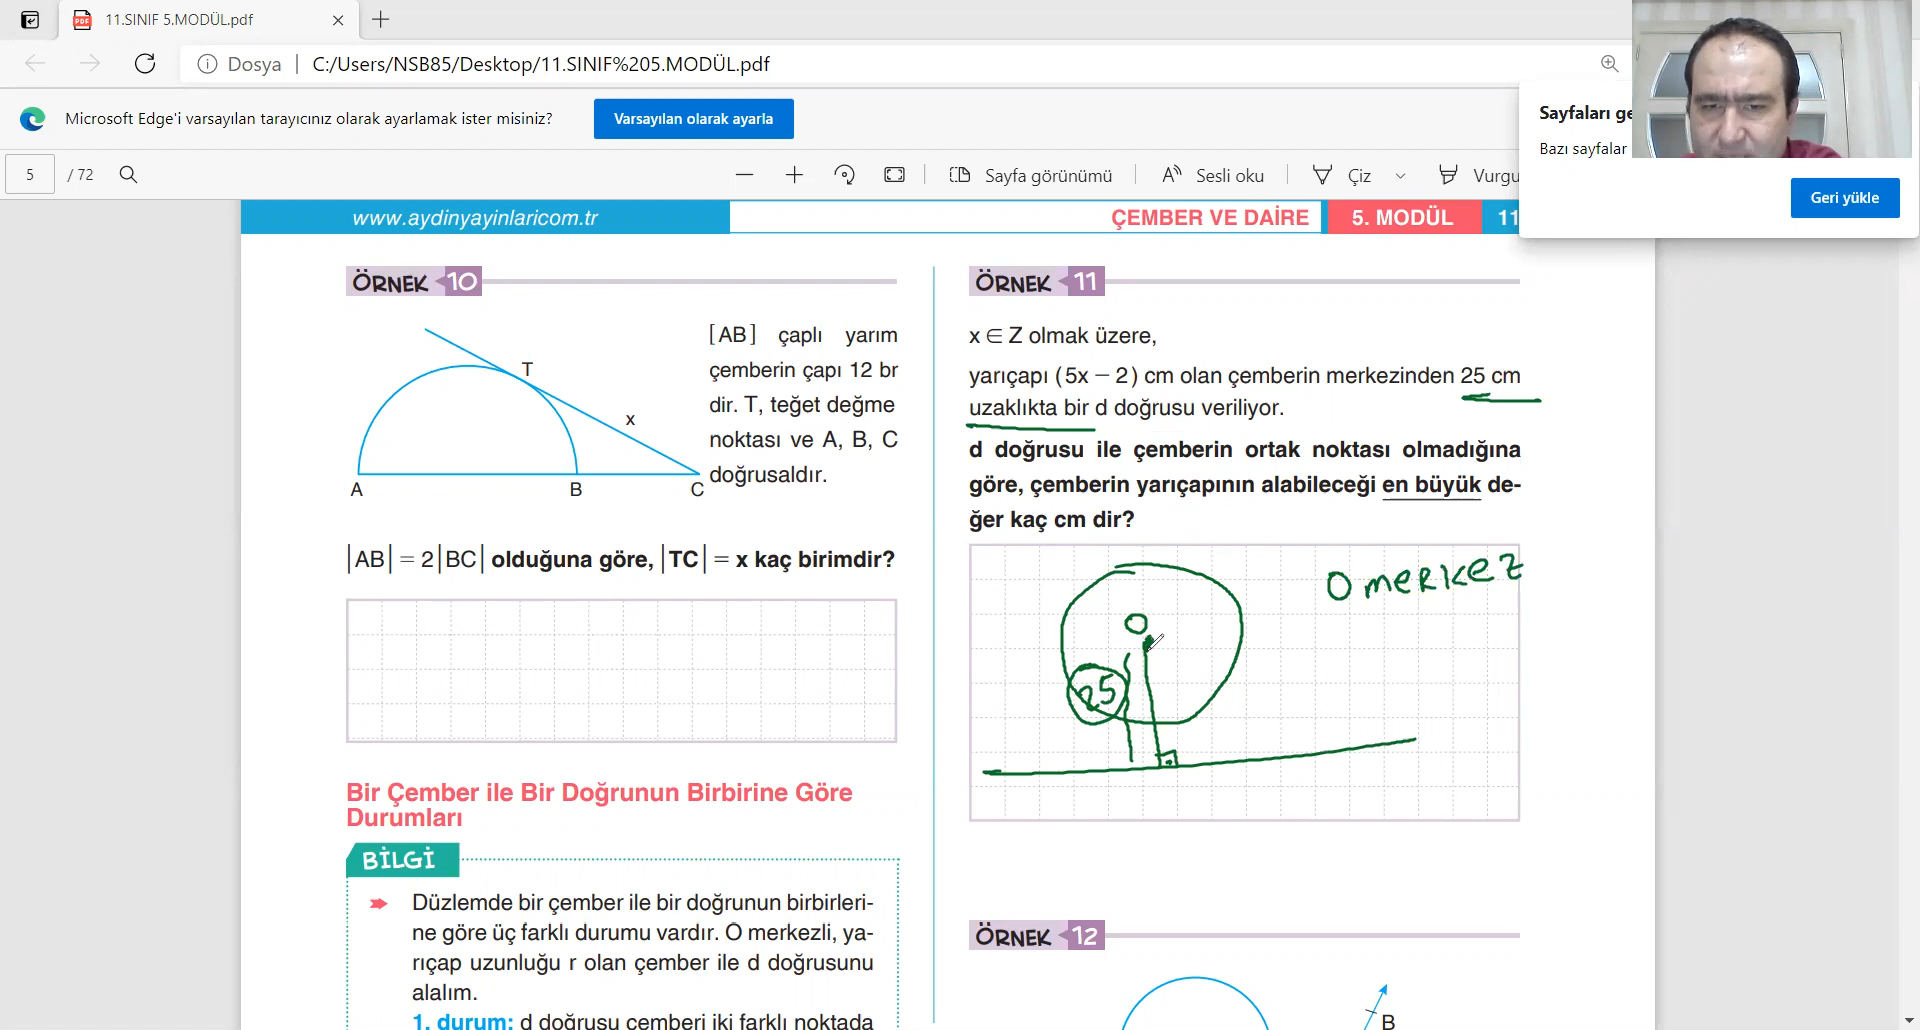 11.SINIF 5.MODÜL.pdf
Dosya | C:/Users/NSB85/Desktop/11.SINIF%205.MODÜL.pdf
Microsoft Edge'i varsayılan tarayıcınız olarak ayarlamak ister misiniz? Varsayılan olarak ayarla
Sayfaları ge
Bazı sayfalar
Geri yükle
5 / 72 Sayfa görünümü Sesli oku Çiz Vurgu
www.aydinyayinlaricom.tr ÇEMBER VE DAİRE 5. MODÜL 11
ÖRNEK 10
[AB] çaplı yarım
çemberin çapı 12 br
dir. T, teğet değme
noktası ve A, B, C
doğrusaldır.
T
x
A B C
|AB| = 2|BC| olduğuna göre, |TC| = x kaç birimdir?
Bir Çember ile Bir Doğrunun Birbirine Göre
Durumları
BİLGİ
Düzlemde bir çember ile bir doğrunun birbirleri-
ne göre üç farklı durumu vardır. O merkezli, ya-
rıçap uzunluğu r olan çember ile d doğrusunu
alalım.
1. durum: d doğrusu çemberi iki farklı noktada
ÖRNEK 11
x ∈ Z olmak üzere,
yarıçapı (5x − 2) cm olan çemberin merkezinden 25 cm
uzaklıkta bir d doğrusu veriliyor.
d doğrusu ile çemberin ortak noktası olmadığına
göre, çemberin yarıçapının alabileceği en büyük de-
ğer kaç cm dir?
O merkez
O
25
ÖRNEK 12
B